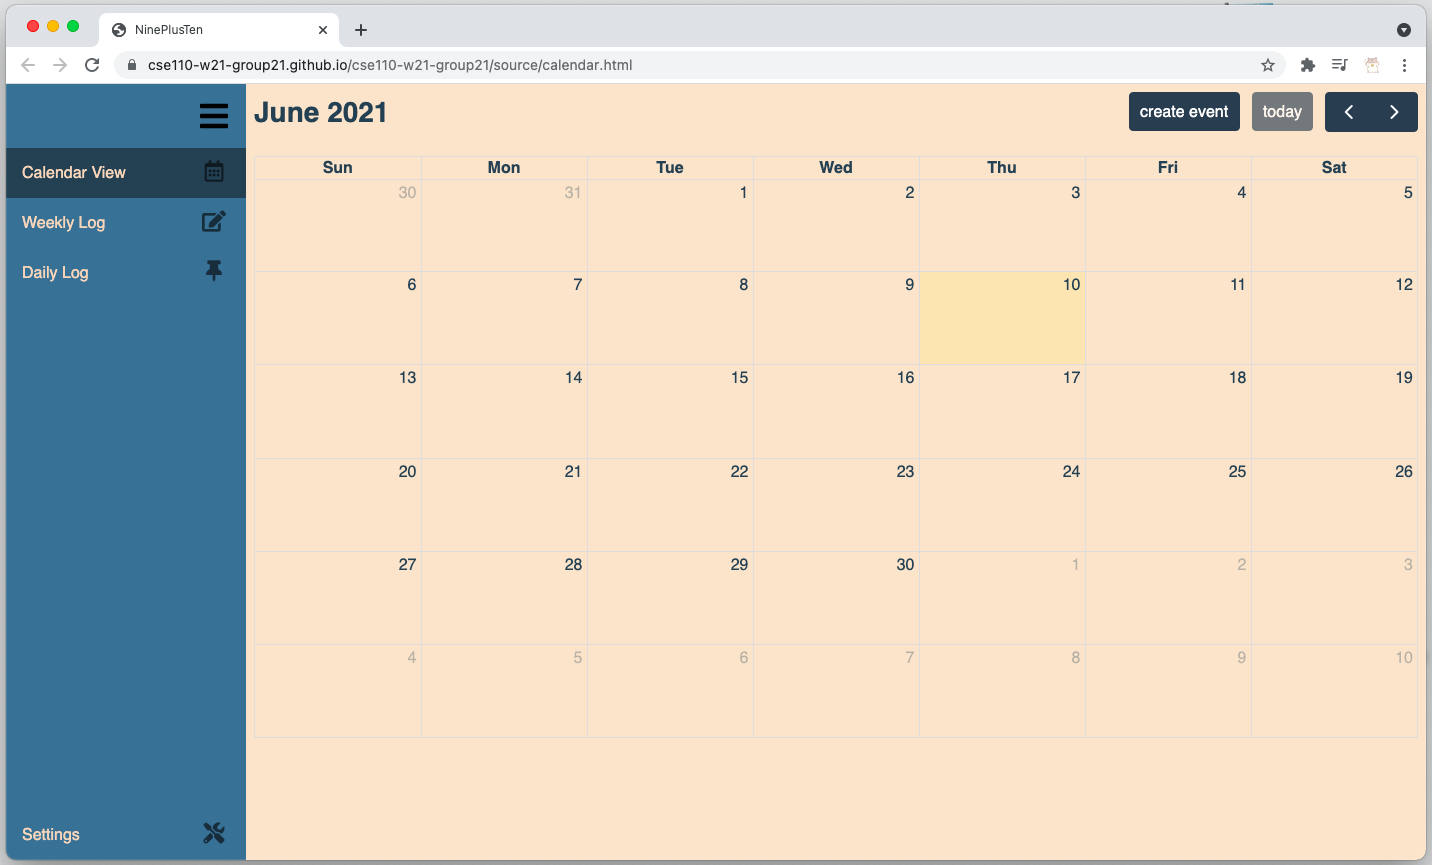 NinePlusTen
cse110-w21-group21.github.io/cse110-w21-group21/source/calendar.html
Calendar View
Weekly Log
Daily Log
Settings
June 2021
create event today
Sun Mon Tue Wed Thu Fri Sat
30 31 1 2 3 4 5
6 7 8 9 10 11 12
13 14 15 16 17 18 19
20 21 22 23 24 25 26
27 28 29 30 1 2 3
4 5 6 7 8 9 10